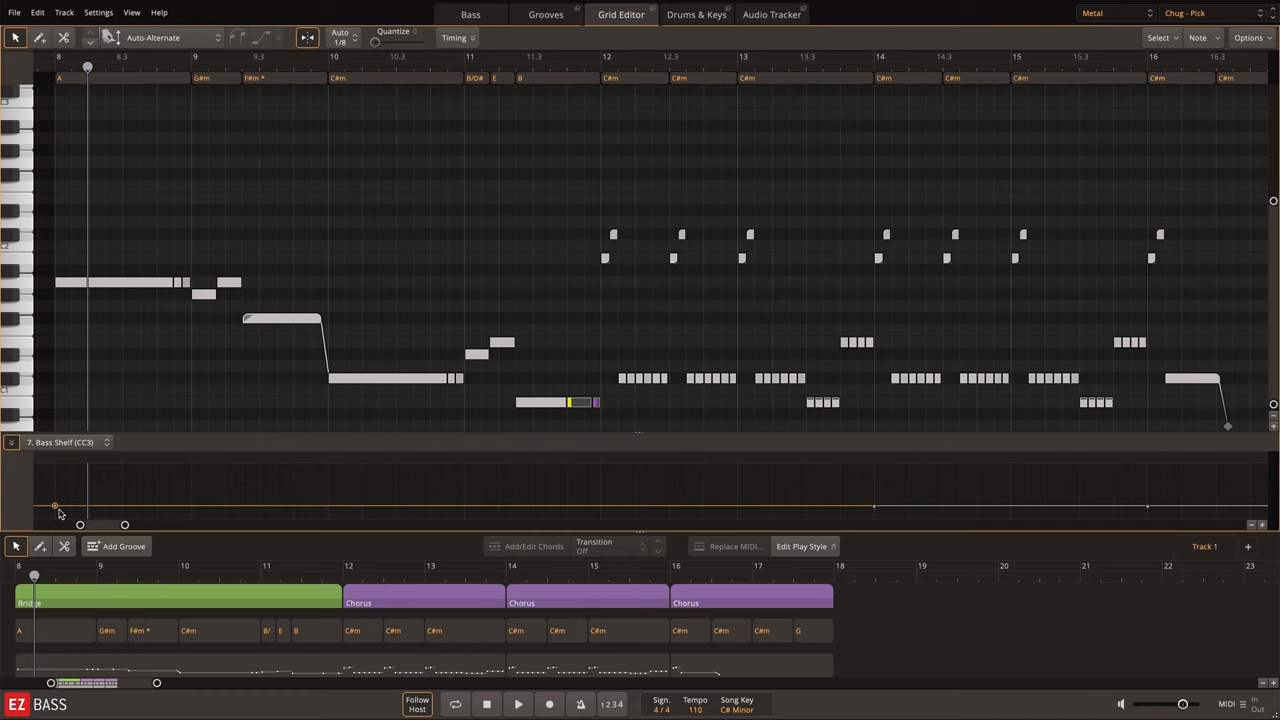 File Edit Track Settings View Help
Bass Grooves Grid Editor Drums & Keys Audio Tracker
Metal Chug - Pick
Auto-Alternate Auto 1/8 Quantize 0 Timing Select Note Options
8 8.3 9 9.3 10 10.3 11 11.3 12 12.3 13 13.3 14 14.3 15 15.3 16 16.3
A G#m F#m * C#m B/D# E B C#m C#m C#m C#m C#m C#m C#m C#m
C3
C2
C1
7. Bass Shelf (CC3)
Add Groove Add/Edit Chords Transition Off Replace MIDI... Edit Play Style Track 1
8 9 10 11 12 13 14 15 16 17 18 19 20 21 22 23
Bridge Chorus Chorus Chorus
A G#m F#m * C#m B/ E B C#m C#m C#m C#m C#m C#m C#m C#m C#m G
EZ BASS Follow Host 1234 Sign. 4 / 4 Tempo 110 Song Key C# Minor MIDI In Out